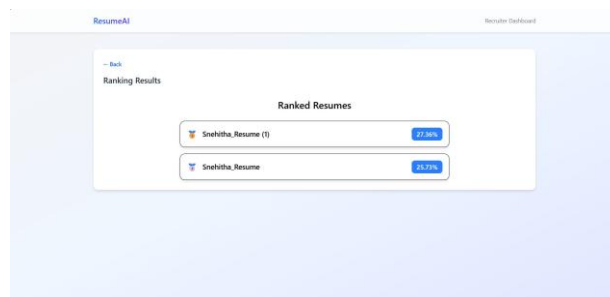 ResumeAI
Recruiter Dashboard
← Back
Ranking Results
Ranked Resumes
Snehitha_Resume (1)
27.36%
Snehitha_Resume
25.73%